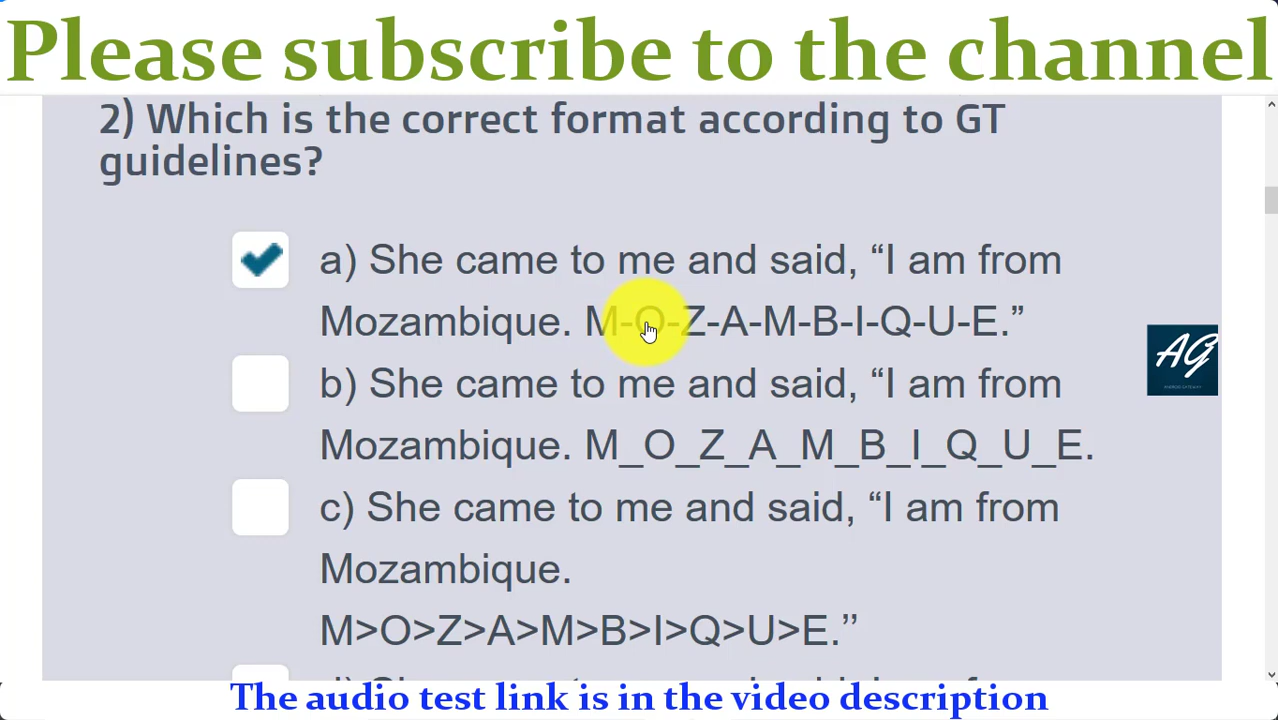 Please subscribe to the channel
2) Which is the correct format according to GT
guidelines?
a) She came to me and said, “I am from
Mozambique. M-O-Z-A-M-B-I-Q-U-E.”
b) She came to me and said, “I am from
Mozambique. M_O_Z_A_M_B_I_Q_U_E.
c) She came to me and said, “I am from
Mozambique.
M>O>Z>A>M>B>I>Q>U>E.”
AG
The audio test link is in the video description